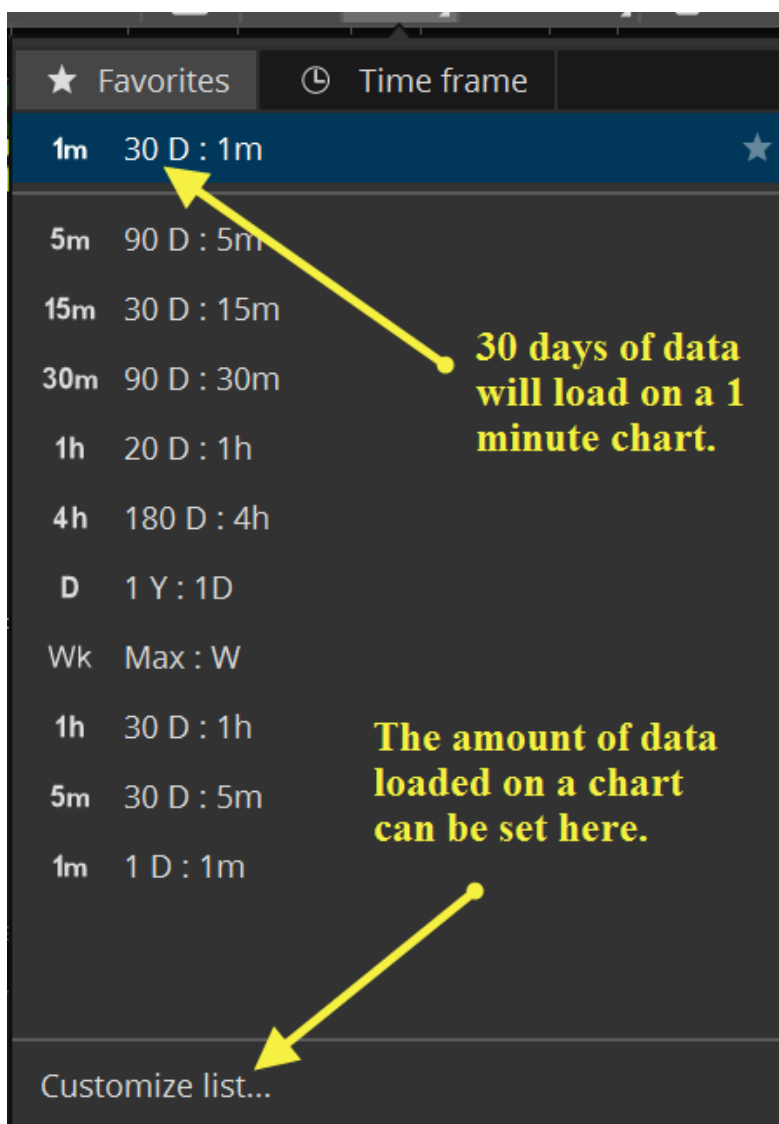 Favorites
Time frame
1m 30 D : 1m
5m 90 D : 5m
15m 30 D : 15m
30m 90 D : 30m
1h 20 D : 1h
4h 180 D : 4h
D 1 Y : 1D
Wk Max : W
1h 30 D : 1h
5m 30 D : 5m
1m 1 D : 1m
30 days of data
will load on a 1
minute chart.
The amount of data
loaded on a chart
can be set here.
Customize list...